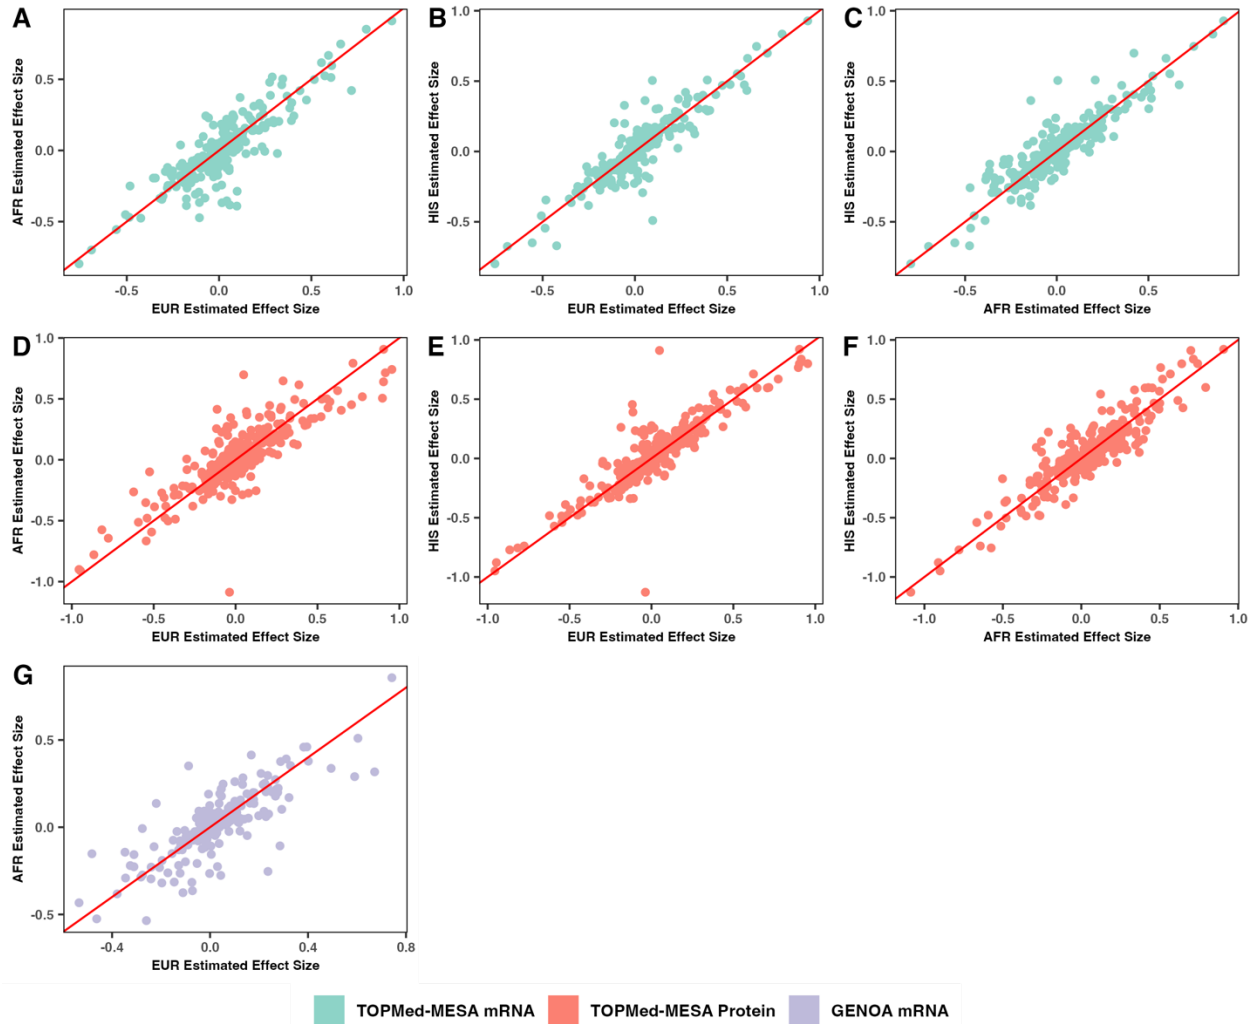 A
AFR Estimated Effect Size
0.5
0.0
-0.5
-0.5 0.0 0.5 1.0
EUR Estimated Effect Size
B
HIS Estimated Effect Size
1.0
0.5
0.0
-0.5
-0.5 0.0 0.5 1.0
EUR Estimated Effect Size
C
HIS Estimated Effect Size
1.0
0.5
0.0
-0.5
-0.5 0.0 0.5
AFR Estimated Effect Size
D
AFR Estimated Effect Size
1.0
0.5
0.0
-0.5
-1.0
-1.0 -0.5 0.0 0.5 1.0
EUR Estimated Effect Size
E
HIS Estimated Effect Size
1.0
0.5
0.0
-0.5
-1.0
-1.0 -0.5 0.0 0.5 1.0
EUR Estimated Effect Size
F
HIS Estimated Effect Size
1.0
0.5
0.0
-0.5
-1.0
-1.0 -0.5 0.0 0.5 1.0
AFR Estimated Effect Size
G
AFR Estimated Effect Size
0.5
0.0
-0.5
-0.4 0.0 0.4 0.8
EUR Estimated Effect Size
TOPMed-MESA mRNA TOPMed-MESA Protein GENOA mRNA